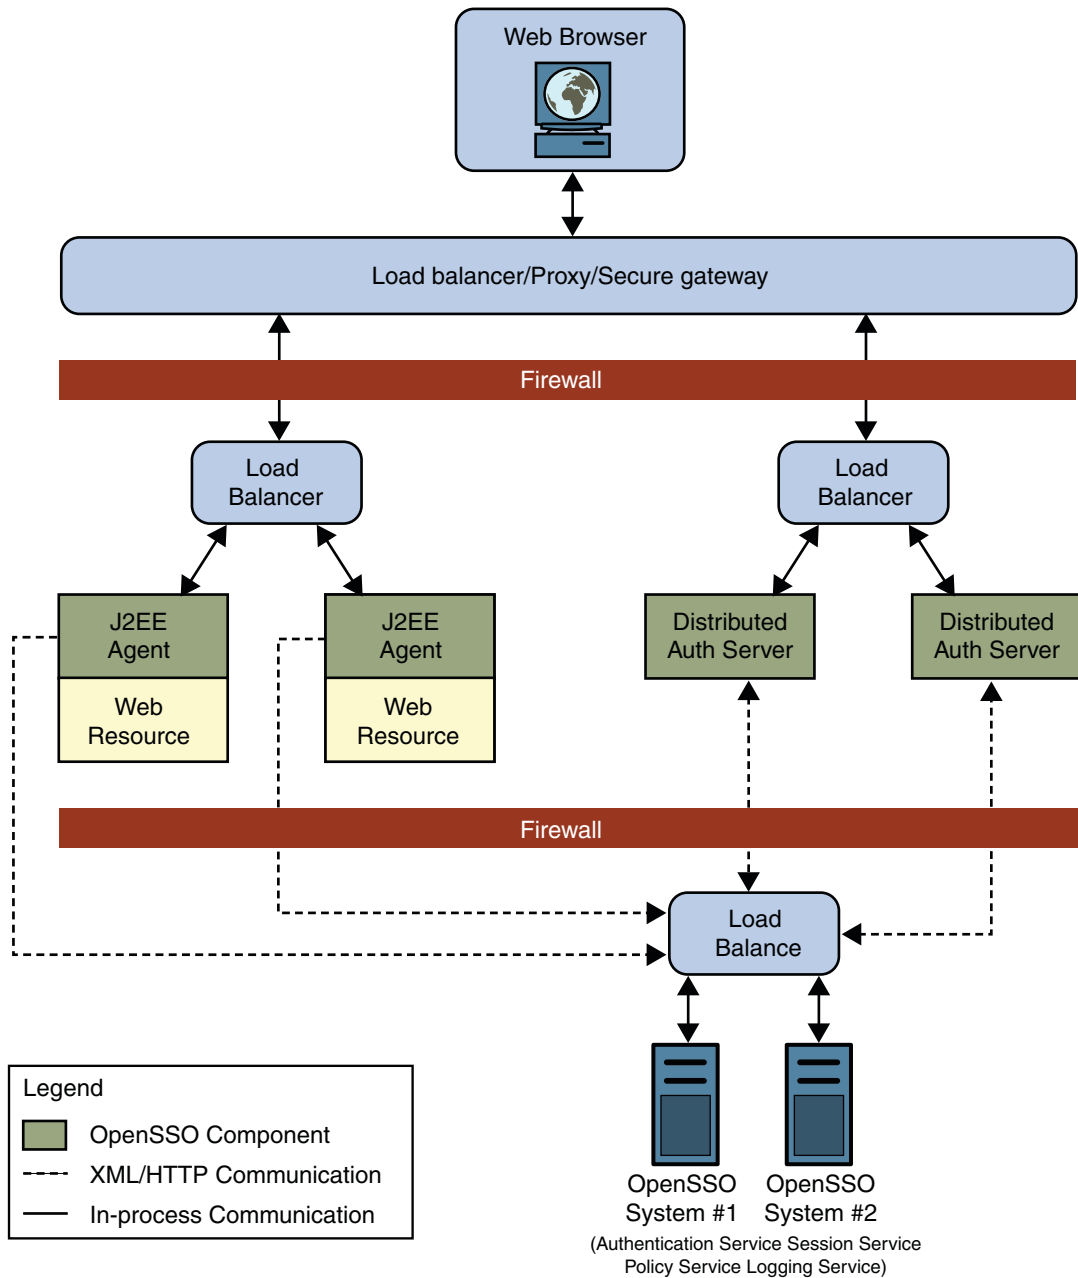 Web Browser
Load balancer/Proxy/Secure gateway
Firewall
Load
Balancer
Load
Balancer
J2EE
Agent
Web
Resource
J2EE
Agent
Web
Resource
Distributed
Auth Server
Distributed
Auth Server
Firewall
Load
Balance
OpenSSO
System #1
OpenSSO
System #2
(Authentication Service Session Service
Policy Service Logging Service)
Legend
OpenSSO Component
XML/HTTP Communication
In-process Communication